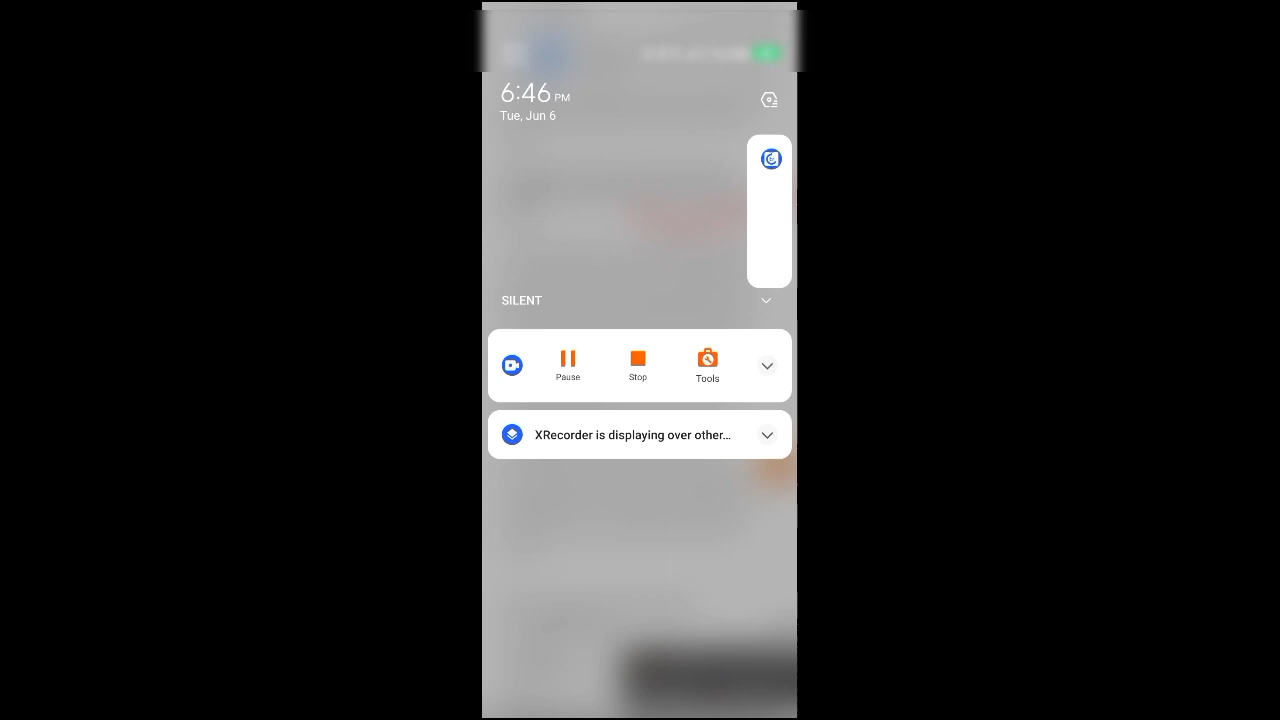 6:46 PM
Tue, Jun 6
SILENT
Pause Stop Tools
XRecorder is displaying over other...